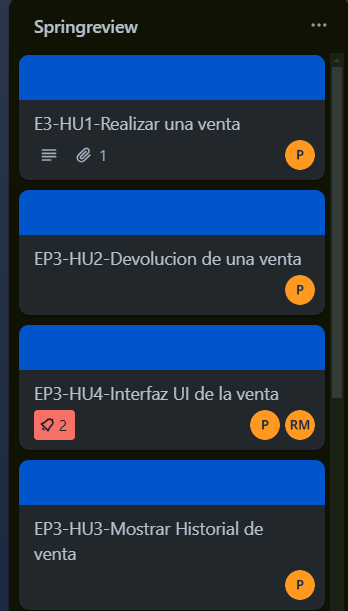 Springreview
E3-HU1-Realizar una venta
1
P
EP3-HU2-Devolucion de una venta
P
EP3-HU4-Interfaz UI de la venta
2
P
RM
EP3-HU3-Mostrar Historial de
venta
P